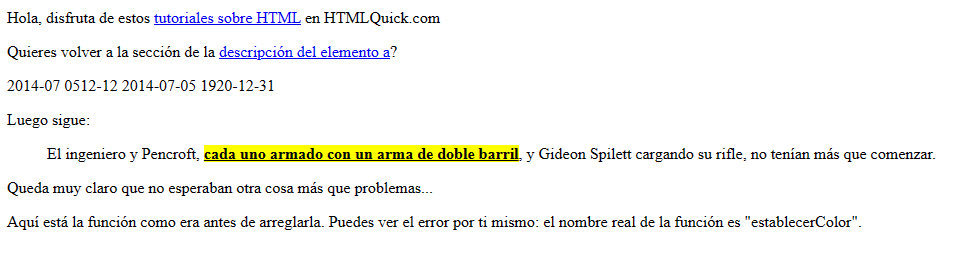 Hola, disfruta de estos tutoriales sobre HTML en HTMLQuick.com
Quieres volver a la sección de la descripción del elemento a?
2014-07 0512-12 2014-07-05 1920-12-31
Luego sigue:
El ingeniero y Pencroft, cada uno armado con un arma de doble barril, y Gideon Spilett cargando su rifle, no tenían más que comenzar.
Queda muy claro que no esperaban otra cosa más que problemas...
Aquí está la función como era antes de arreglarla. Puedes ver el error por ti mismo: el nombre real de la función es "establecerColor".